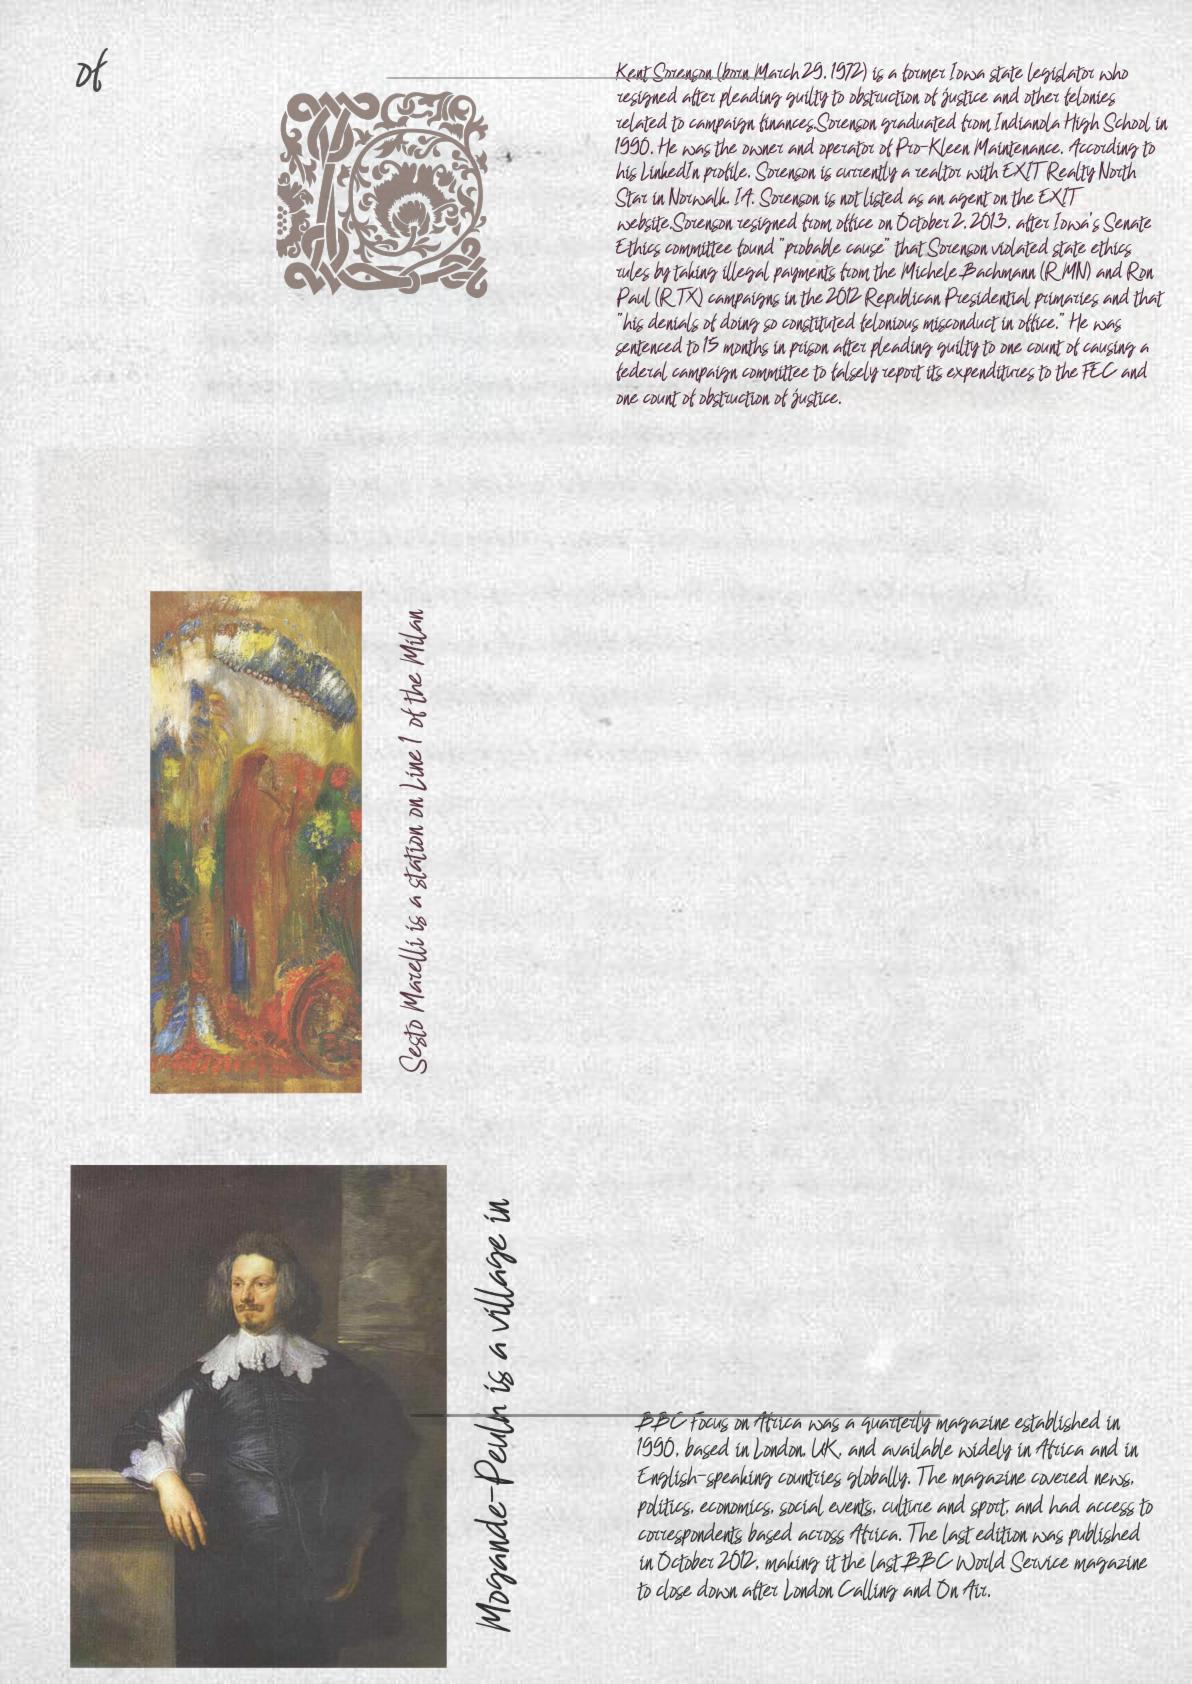 of
Kent Sorenson (born March 29, 1972) is a former Iowa state legislator who
resigned after pleading guilty to obstruction of justice and other felonies
related to campaign finances.Sorenson graduated from Indianola High School in
1990. He was the owner and operator of Pro-Kleen Maintenance. According to
his LinkedIn profile, Sorenson is currently a realtor with EXIT Realty North
Star in Norwalk, IA. Sorenson is not listed as an agent on the EXIT
website.Sorenson resigned from office on October 2, 2013, after Iowa's Senate
Ethics committee found "probable cause" that Sorenson violated state ethics
rules by taking illegal payments from the Michele Bachmann (R MN) and Ron
Paul (R TX) campaigns in the 2012 Republican Presidential primaries and that
"his denials of doing so constituted felonious misconduct in office." He was
sentenced to 15 months in prison after pleading guilty to one count of causing a
federal campaign committee to falsely report its expenditures to the FEC and
one count of obstruction of justice.
Sesto Marelli is a station on Line 1 of the Milan
Mogande-Peulh is a village in
BBC Focus on Africa was a quarterly magazine established in
1990, based in London, UK, and available widely in Africa and in
English-speaking countries globally. The magazine covered news,
politics, economics, social events, culture and sport, and had access to
correspondents based across Africa. The last edition was published
in October 2012, making it the last BBC World Service magazine
to close down after London Calling and On Air.